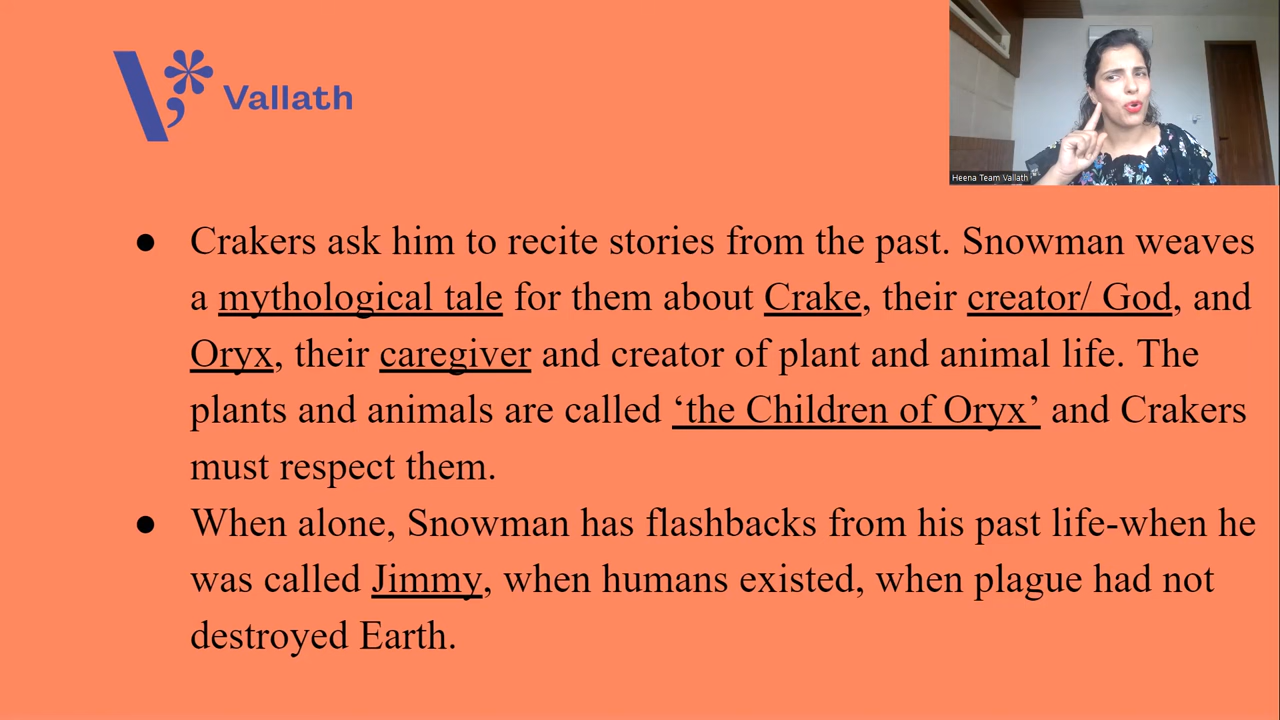 Vallath
Heena Team Vallath
● Crakers ask him to recite stories from the past. Snowman weaves
a mythological tale for them about Crake, their creator/ God, and
Oryx, their caregiver and creator of plant and animal life. The
plants and animals are called ‘the Children of Oryx’ and Crakers
must respect them.
● When alone, Snowman has flashbacks from his past life-when he
was called Jimmy, when humans existed, when plague had not
destroyed Earth.